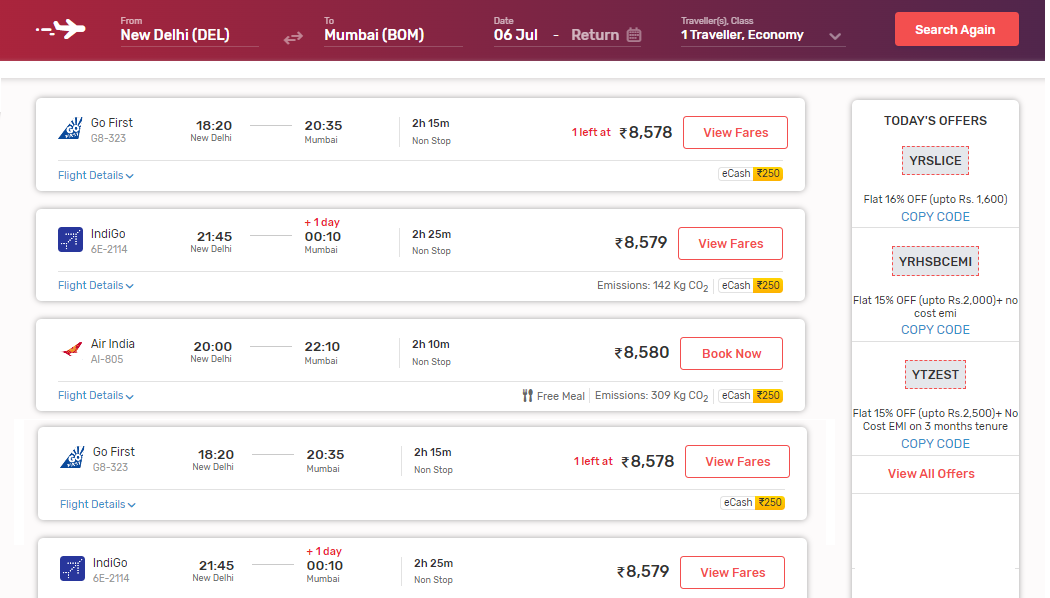 From
New Delhi (DEL)
To
Mumbai (BOM)
Date
06 Jul - Return
Traveller(s), Class
1 Traveller, Economy
Search Again
Go First
G8-323
18:20
New Delhi
20:35
Mumbai
2h 15m
Non Stop
1 left at ₹8,578
View Fares
Flight Details
eCash ₹250
IndiGo
6E-2114
21:45
New Delhi
+ 1 day
00:10
Mumbai
2h 25m
Non Stop
₹8,579
View Fares
Flight Details
Emissions: 142 Kg CO2
eCash ₹250
Air India
AI-805
20:00
New Delhi
22:10
Mumbai
2h 10m
Non Stop
₹8,580
Book Now
Flight Details
Free Meal
Emissions: 309 Kg CO2
eCash ₹250
Go First
G8-323
18:20
New Delhi
20:35
Mumbai
2h 15m
Non Stop
1 left at ₹8,578
View Fares
Flight Details
eCash ₹250
IndiGo
6E-2114
21:45
New Delhi
+ 1 day
00:10
Mumbai
2h 25m
Non Stop
₹8,579
View Fares
TODAY'S OFFERS
YRSLICE
Flat 16% OFF (upto Rs. 1,600)
COPY CODE
YRHSBCEMI
Flat 15% OFF (upto Rs.2,000)+ no
cost emi
COPY CODE
YTZEST
Flat 15% OFF (upto Rs.2,500)+ No
Cost EMI on 3 months tenure
COPY CODE
View All Offers